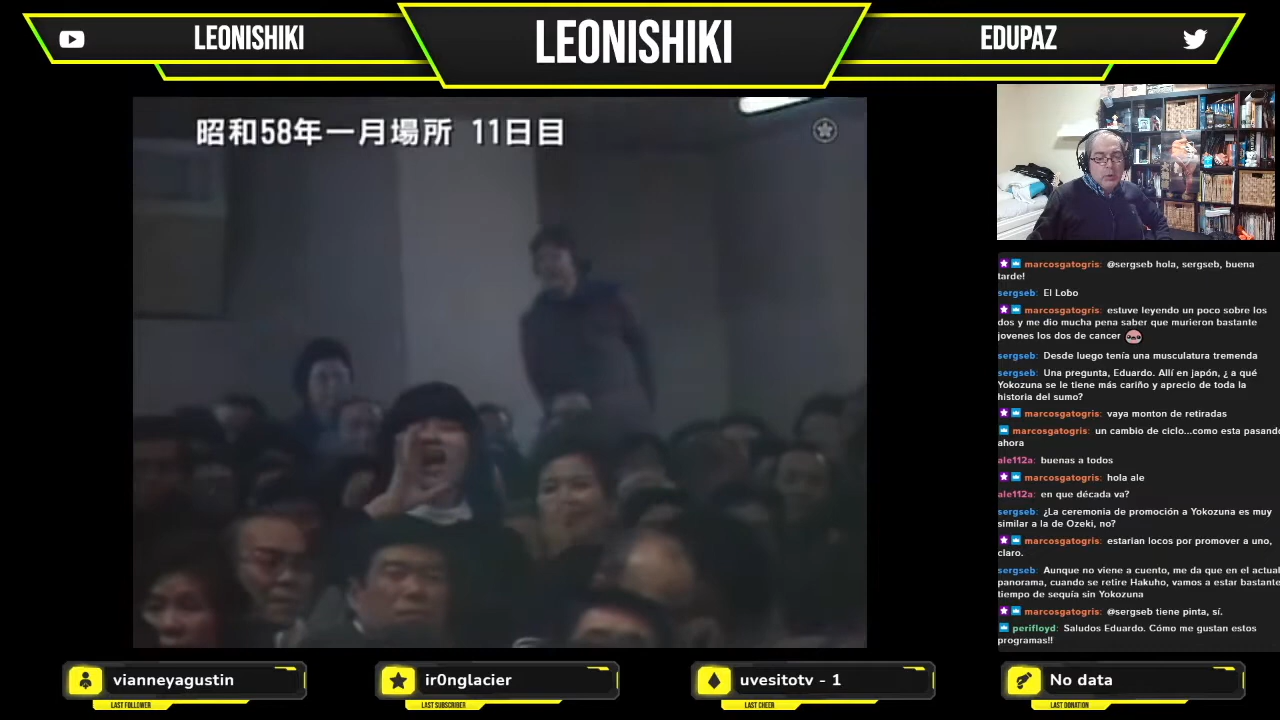 LEONISHIKI
LEONISHIKI
EDUPAZ
昭和58年一月場所 11日目
marcosgatogris: @sergseb hola, sergseb, buena
tarde!
sergseb: El Lobo
marcosgatogris: estuve leyendo un poco sobre los
dos y me dio mucha pena saber que murieron bastante
jovenes los dos de cancer
sergseb: Desde luego tenía una musculatura tremenda
sergseb: Una pregunta, Eduardo. Allí en japón, ¿ a qué
Yokozuna se le tiene más cariño y aprecio de toda la
historia del sumo?
marcosgatogris: vaya monton de retiradas
marcosgatogris: un cambio de ciclo...como esta pasando
ahora
ale112a: buenas a todos
marcosgatogris: hola ale
ale112a: en que década va?
sergseb: ¿La ceremonia de promoción a Yokozuna es muy
similar a la de Ozeki, no?
marcosgatogris: estarian locos por promover a uno,
claro.
sergseb: Aunque no viene a cuento, me da que en el actual
panorama, cuando se retire Hakuho, vamos a estar bastante
tiempo de sequía sin Yokozuna
marcosgatogris: @sergseb tiene pinta, sí.
perifloyd: Saludos Eduardo. Cómo me gustan estos
programas!!
vianneyagustin
LAST FOLLOWER
ir0nglacier
LAST SUBSCRIBER
uvesitotv - 1
LAST CHEER
No data
LAST DONATION